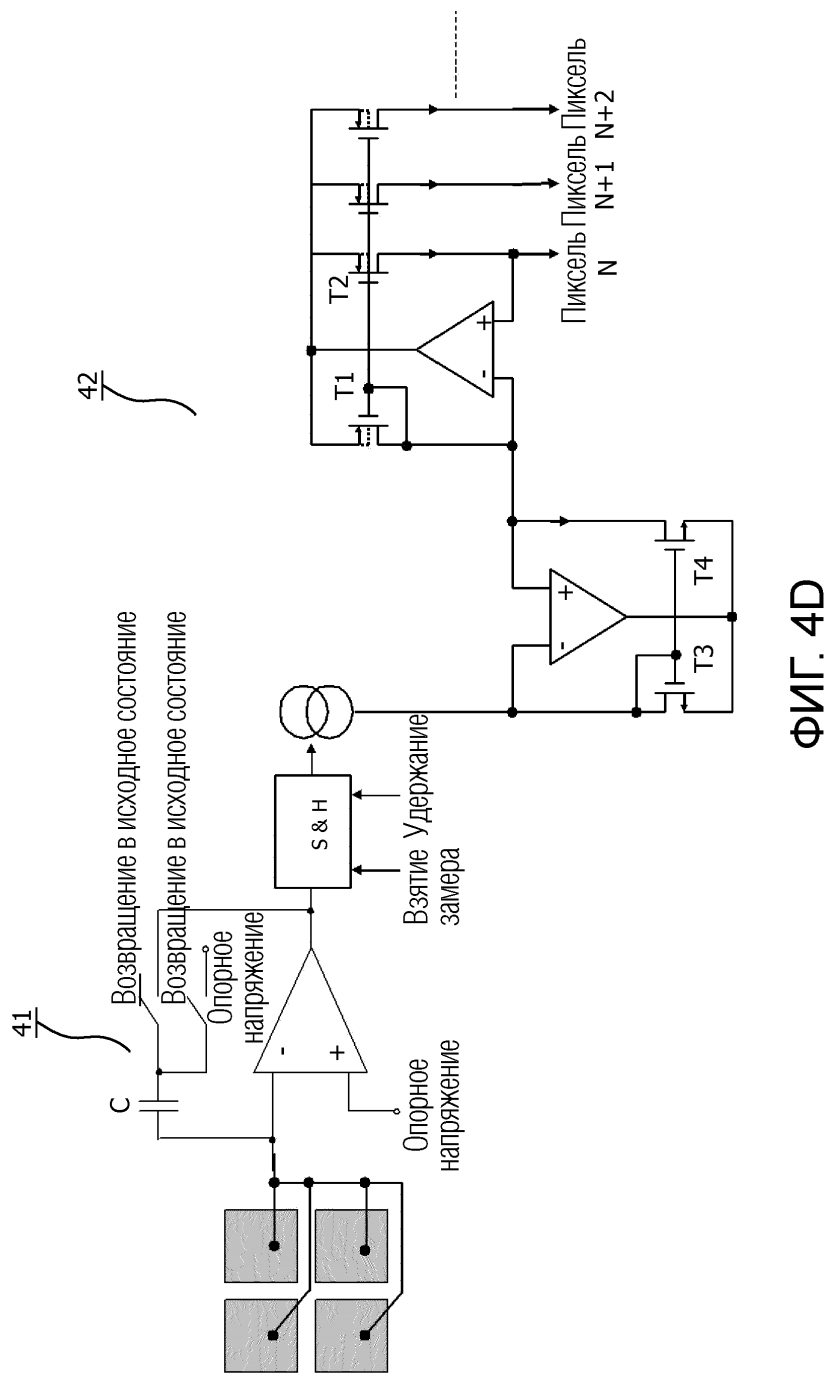 41
C
Возвращение в исходное состояние
Возвращение в исходное состояние
Опорное
напряжение
-
+
Опорное
напряжение
S & H
Взятие
замера
Удержание
42
-
+
T3
T4
T1
T2
-
+
Пиксель
N
Пиксель
N+1
Пиксель
N+2
ФИГ. 4D